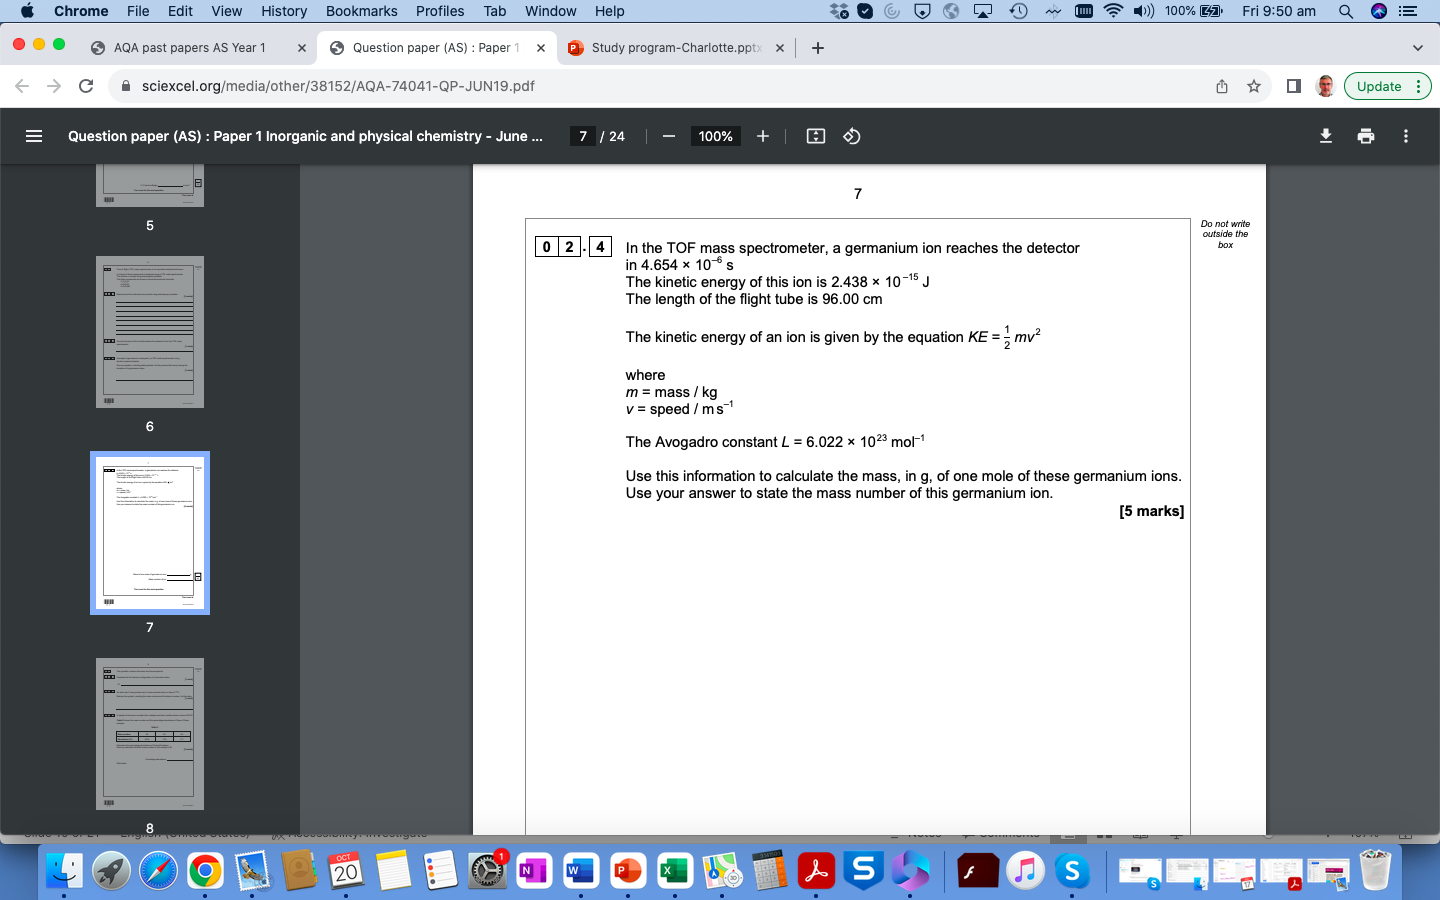 Chrome File Edit View History Bookmarks Profiles Tab Window Help 100% Fri 9:50 am
AQA past papers AS Year 1 Question paper (AS) : Paper 1 Study program-Charlotte.pptx
sciexcel.org/media/other/38152/AQA-74041-QP-JUN19.pdf Update
Question paper (AS) : Paper 1 Inorganic and physical chemistry - June ... 7 / 24 100%
5
6
7
8
7
Do not write
outside the
box
0 2 . 4 In the TOF mass spectrometer, a germanium ion reaches the detector
in 4.654 × 10⁻⁶ s
The kinetic energy of this ion is 2.438 × 10⁻¹⁵ J
The length of the flight tube is 96.00 cm
The kinetic energy of an ion is given by the equation KE = 1/2 mv²
where
m = mass / kg
v = speed / m s⁻¹
The Avogadro constant L = 6.022 × 10²³ mol⁻¹
Use this information to calculate the mass, in g, of one mole of these germanium ions.
Use your answer to state the mass number of this germanium ion.
[5 marks]
OCT
20
1